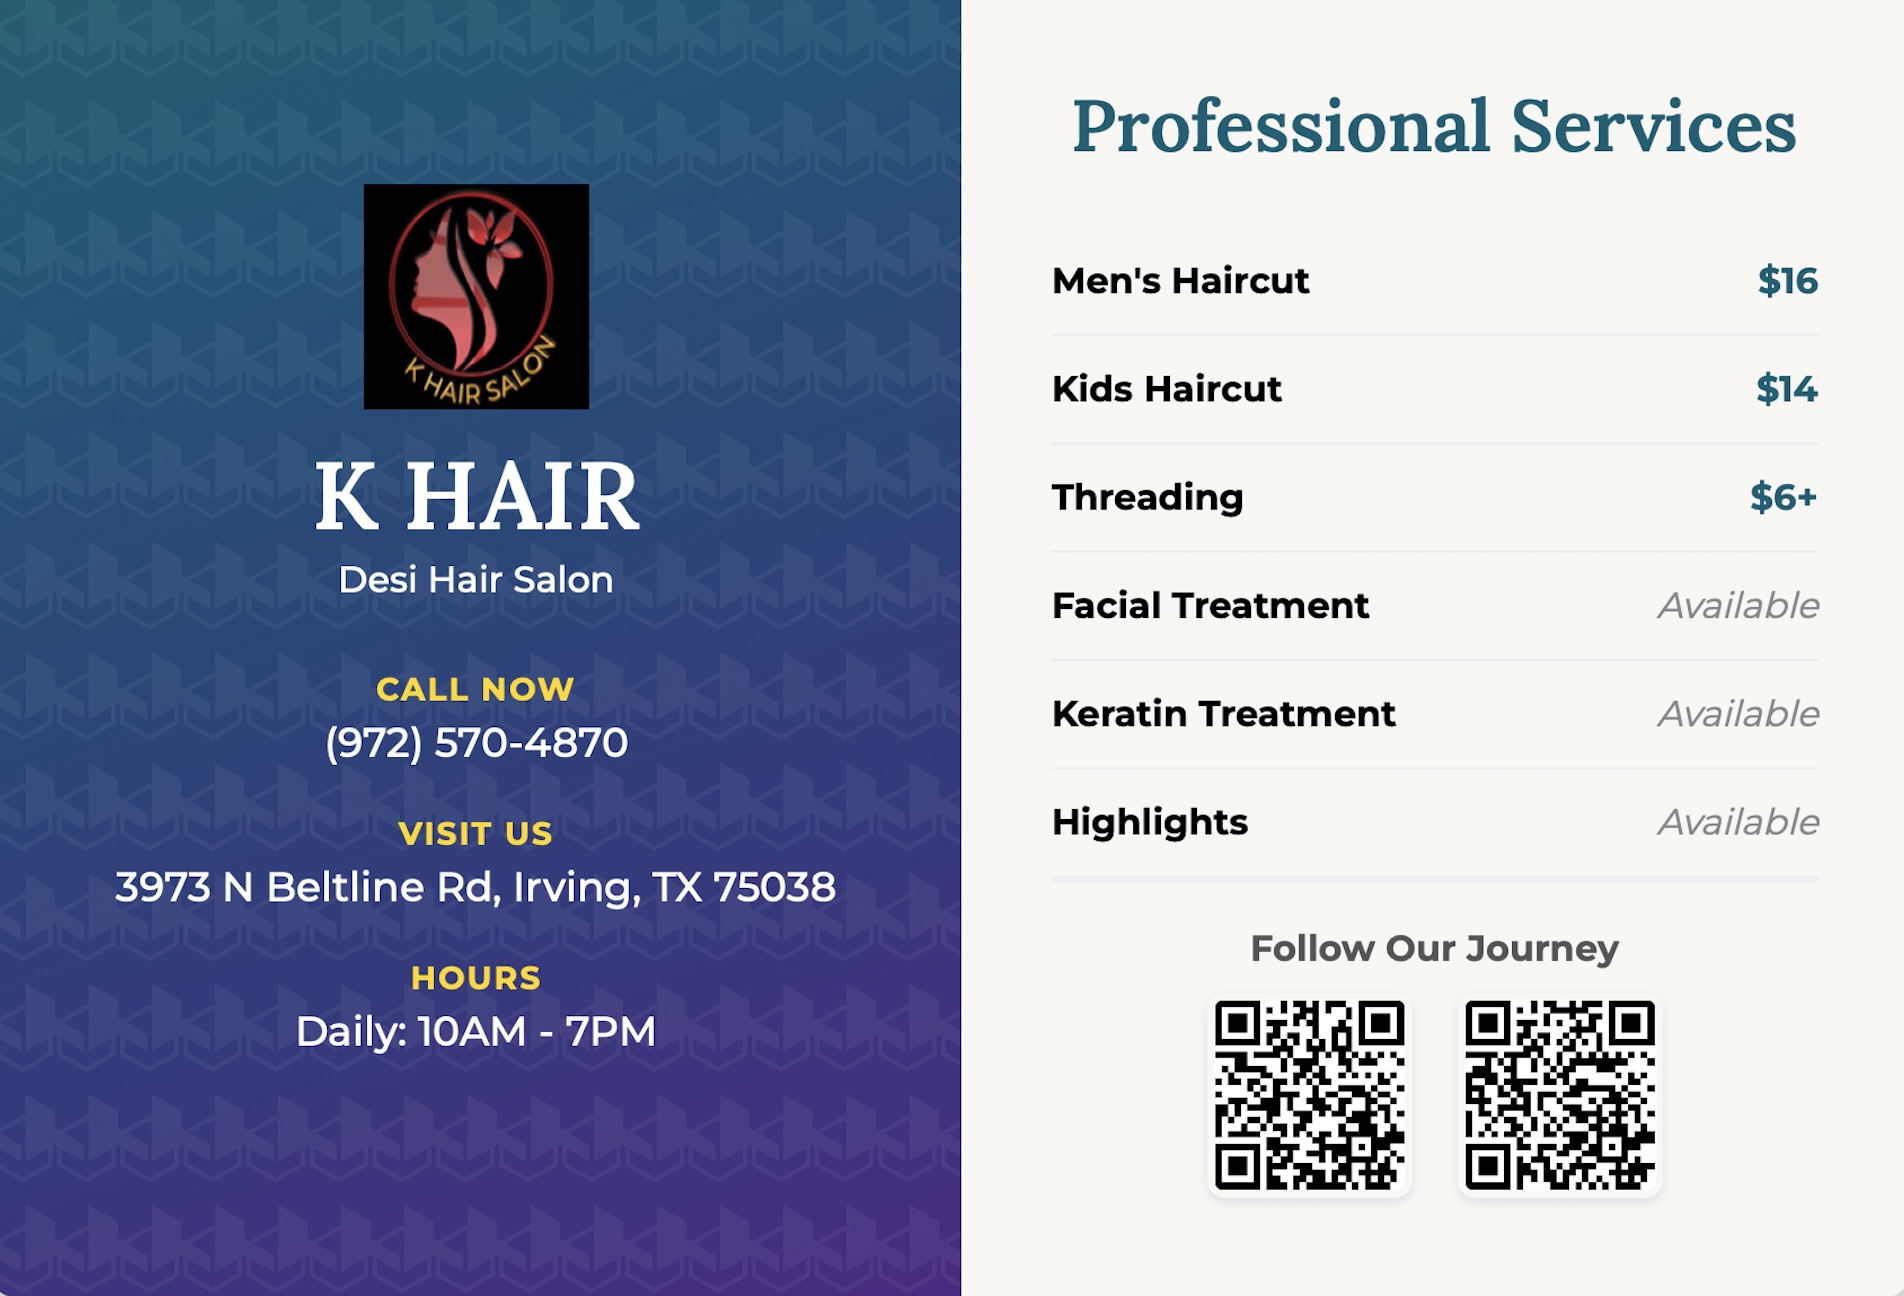 K HAIR SALON
K HAIR
Desi Hair Salon
CALL NOW
(972) 570-4870
VISIT US
3973 N Beltline Rd, Irving, TX 75038
HOURS
Daily: 10AM - 7PM
Professional Services
Men's Haircut $16
Kids Haircut $14
Threading $6+
Facial Treatment Available
Keratin Treatment Available
Highlights Available
Follow Our Journey